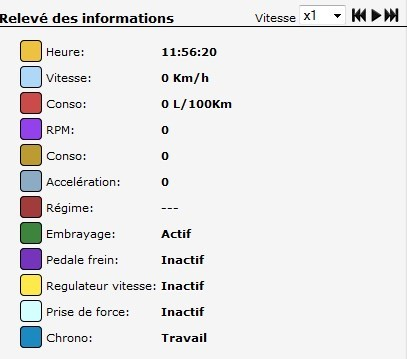 Relevé des informations Vitesse x1
Heure: 11:56:20
Vitesse: 0 Km/h
Conso: 0 L/100Km
RPM: 0
Conso: 0
Accelération: 0
Régime: ---
Embrayage: Actif
Pedale frein: Inactif
Regulateur vitesse: Inactif
Prise de force: Inactif
Chrono: Travail